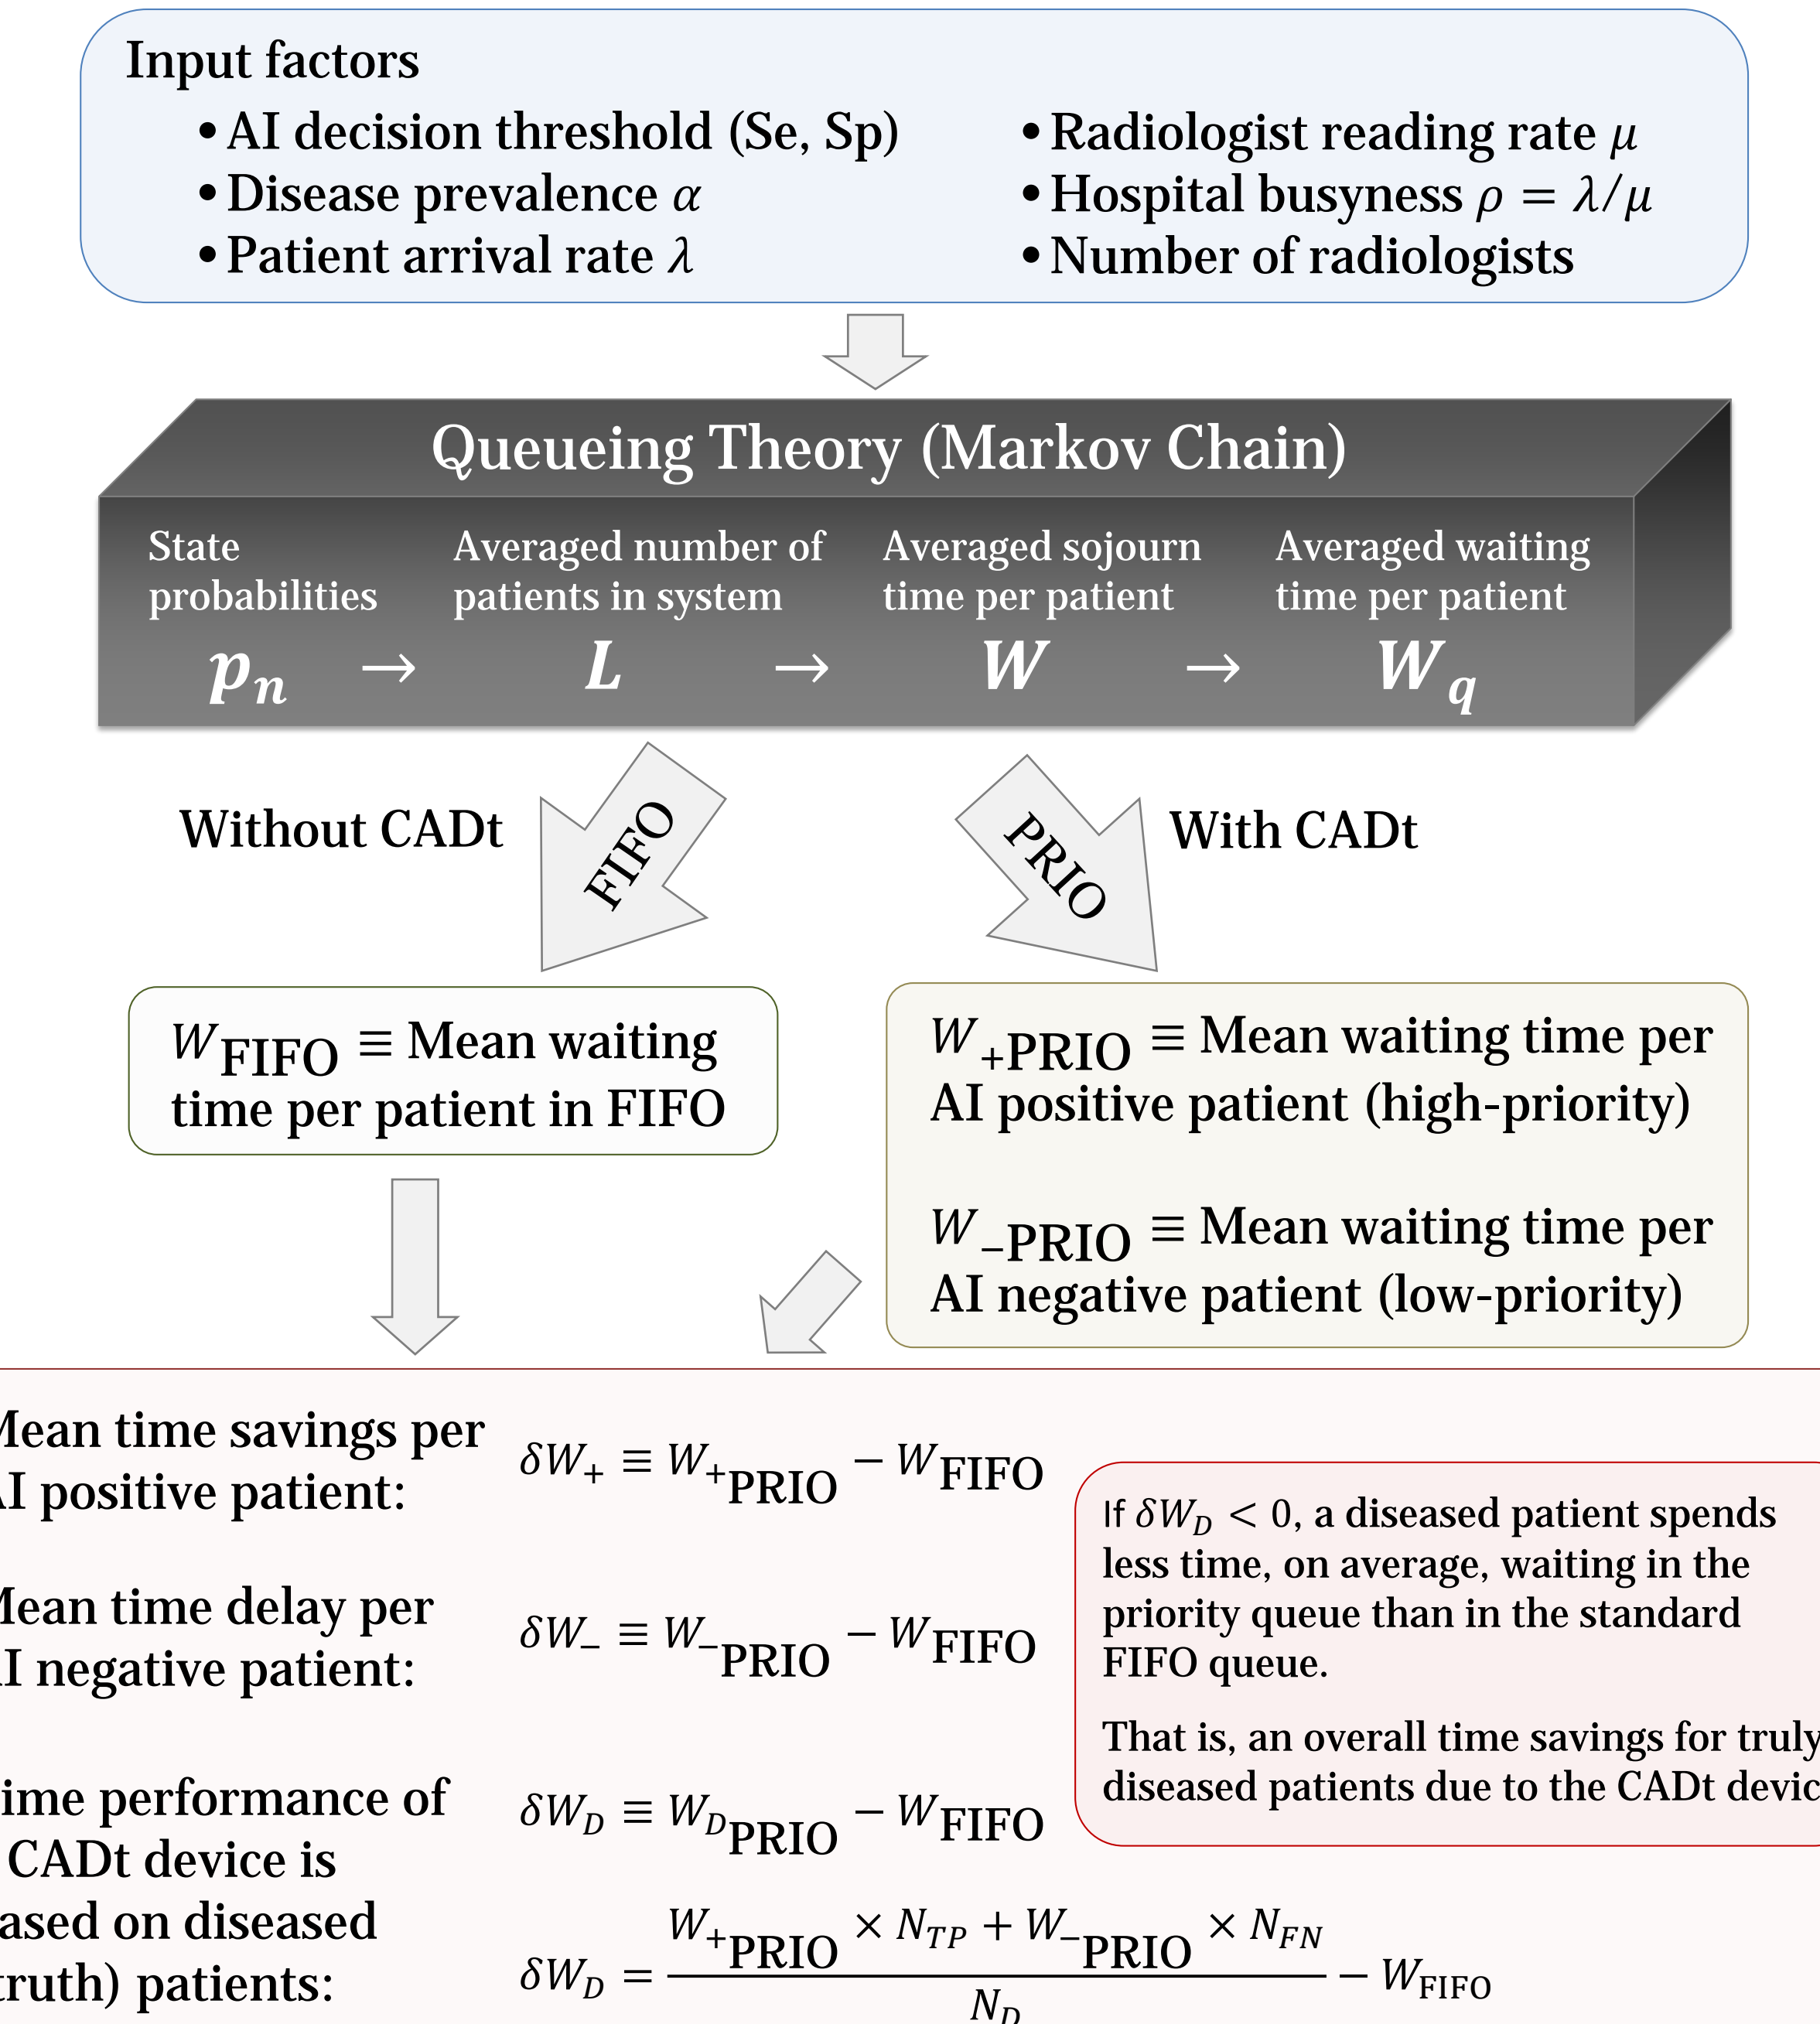 Input factors
• AI decision threshold (Se, Sp)
• Disease prevalence α
• Patient arrival rate λ
• Radiologist reading rate μ
• Hospital busyness ρ = λ/μ
• Number of radiologists
Queueing Theory (Markov Chain)
State
probabilities
p_n
→
Averaged number of
patients in system
L
→
Averaged sojourn
time per patient
W
→
Averaged waiting
time per patient
W_q
Without CADt
FIFO
PRIO
With CADt
W_FIFO ≡ Mean waiting
time per patient in FIFO
W_+PRIO ≡ Mean waiting time per
AI positive patient (high-priority)
W_−PRIO ≡ Mean waiting time per
AI negative patient (low-priority)
Mean time savings per
AI positive patient:
δW_+ ≡ W_+PRIO − W_FIFO
Mean time delay per
AI negative patient:
δW_− ≡ W_−PRIO − W_FIFO
ime performance of
CADt device is
ased on diseased
truth) patients:
δW_D ≡ W_D PRIO − W_FIFO
δW_D = (W_+PRIO × N_TP + W_−PRIO × N_FN) / N_D − W_FIFO
If δW_D < 0, a diseased patient spends
less time, on average, waiting in the
priority queue than in the standard
FIFO queue.
That is, an overall time savings for truly
diseased patients due to the CADt devic